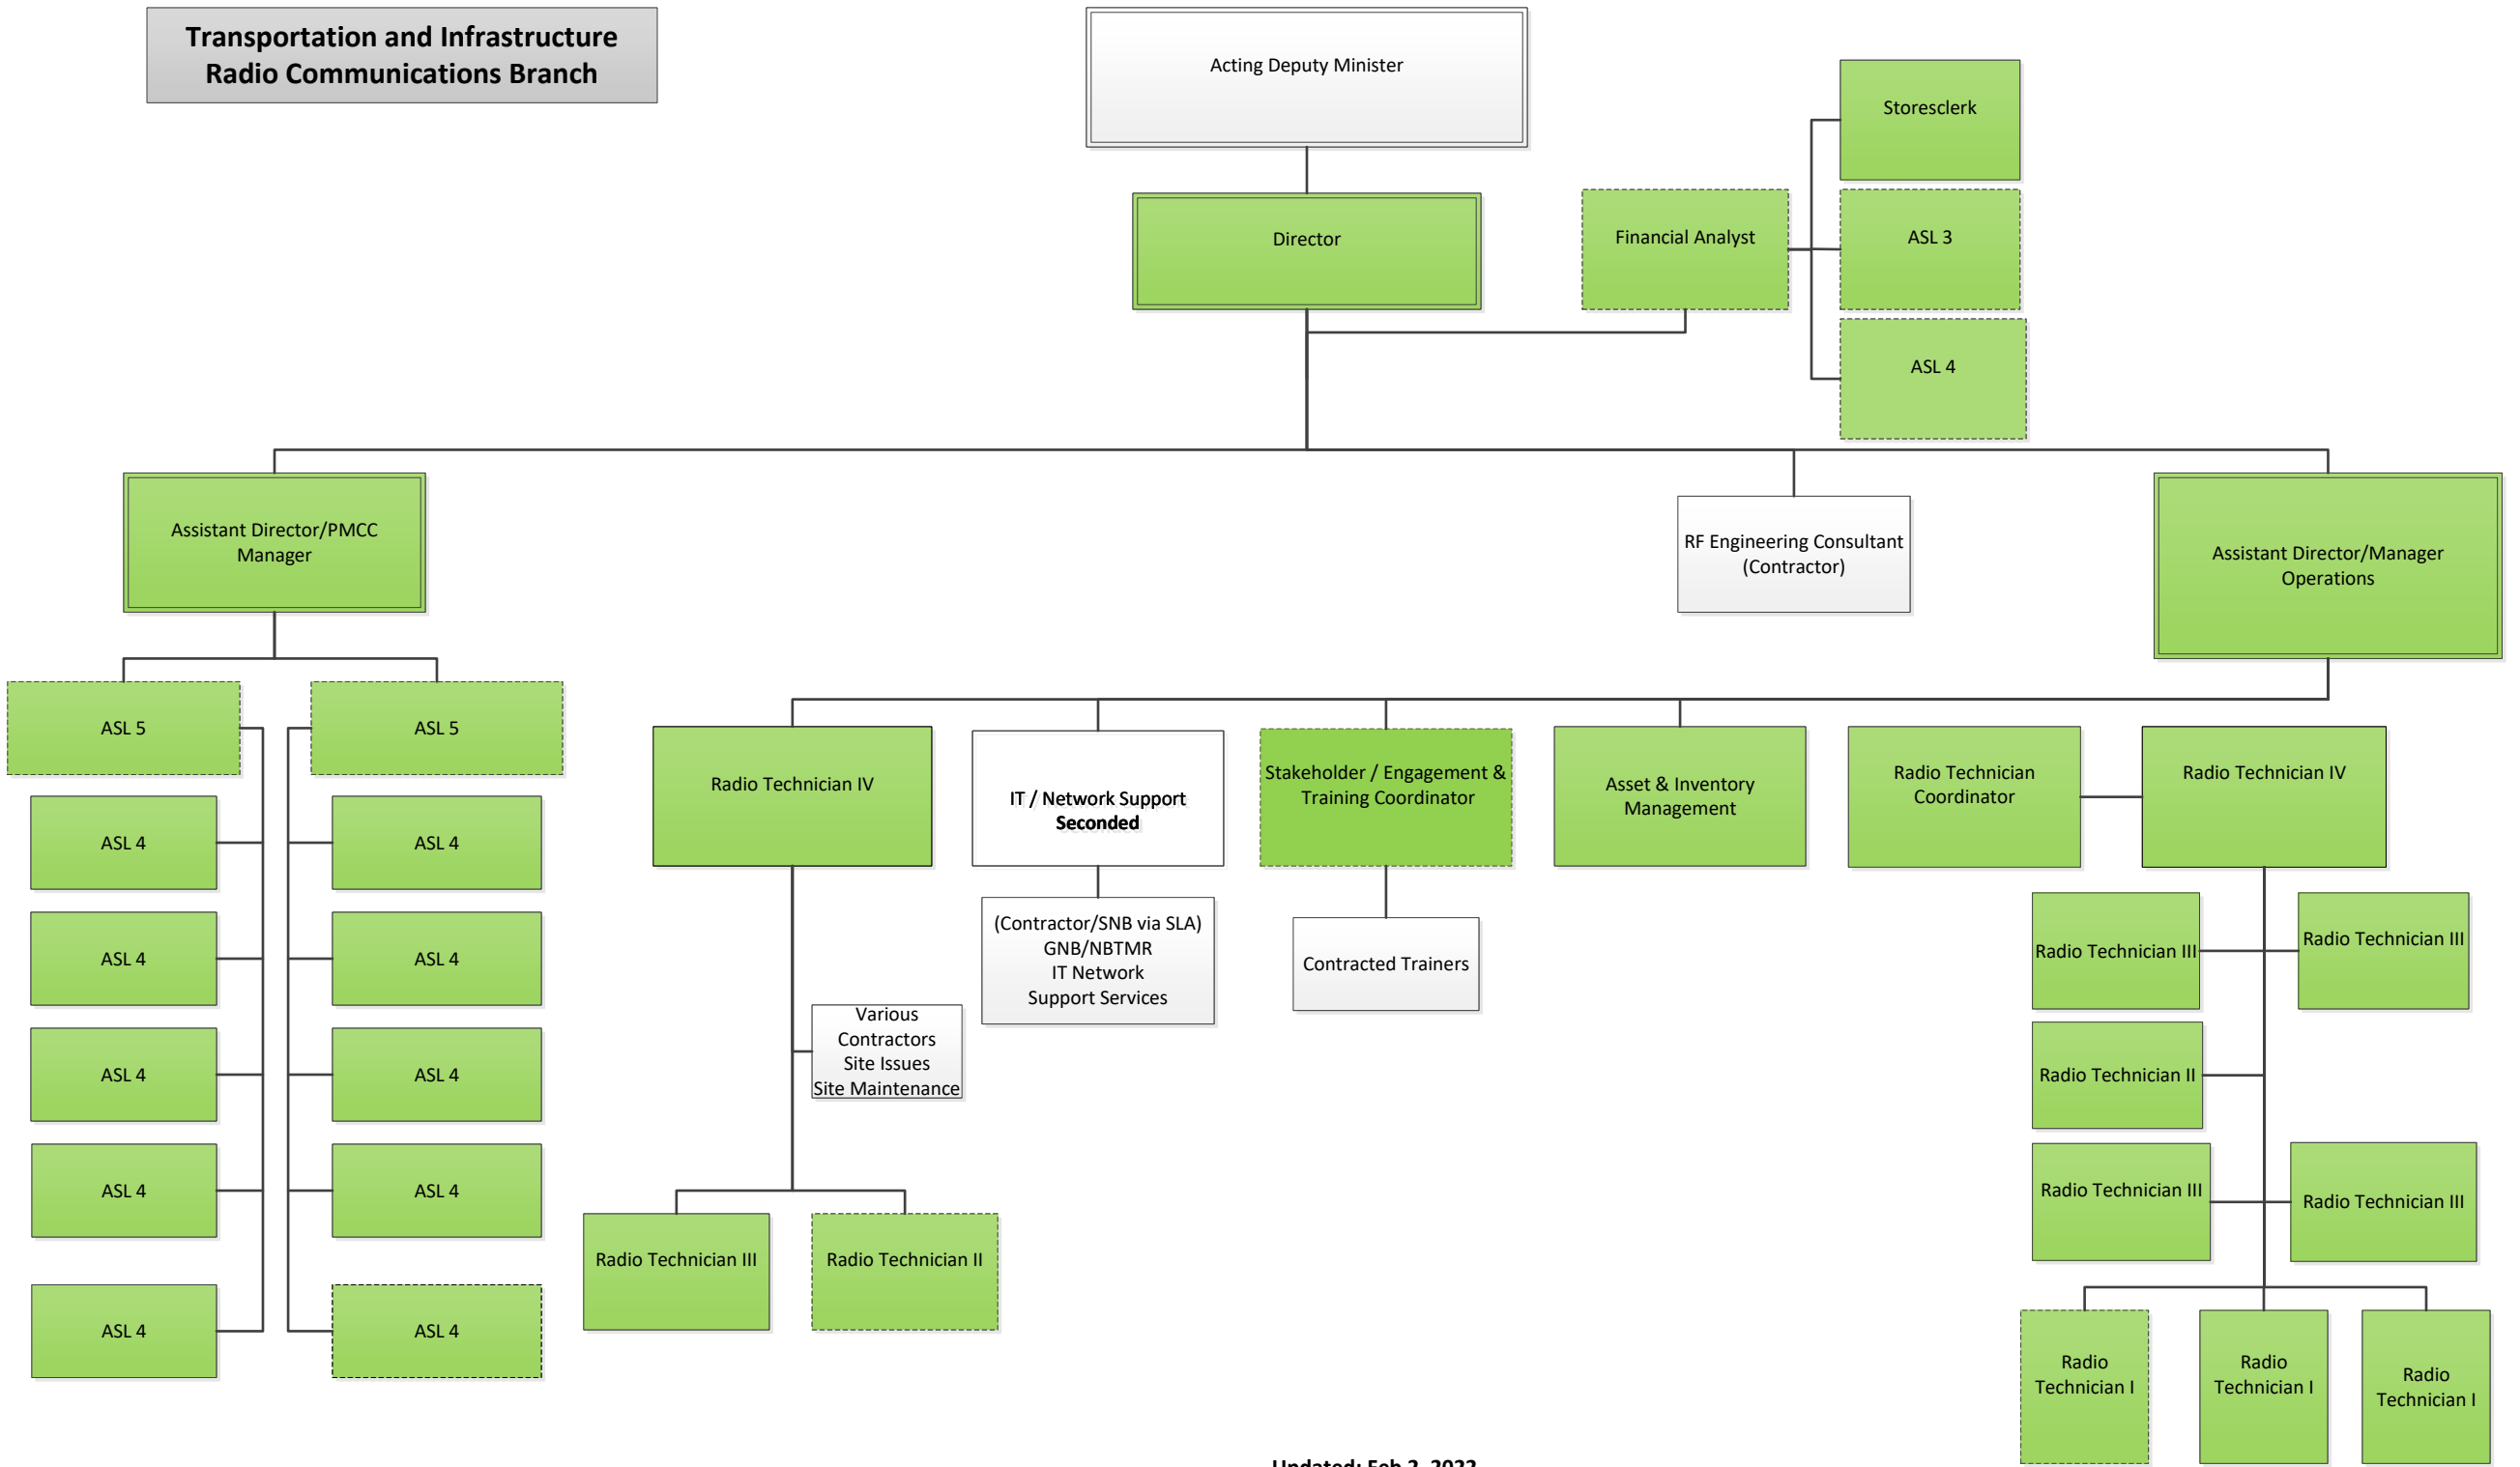 Transportation and Infrastructure
Radio Communications Branch
Acting Deputy Minister
Storesclerk
Director
Financial Analyst
ASL 3
ASL 4
Assistant Director/PMCC
Manager
RF Engineering Consultant
(Contractor)
Assistant Director/Manager
Operations
ASL 5
ASL 5
ASL 4
ASL 4
ASL 4
ASL 4
ASL 4
ASL 4
ASL 4
ASL 4
ASL 4
ASL 4
Radio Technician IV
IT / Network Support
Seconded
Stakeholder / Engagement &
Training Coordinator
Asset & Inventory
Management
Radio Technician
Coordinator
Radio Technician IV
(Contractor/SNB via SLA)
GNB/NBTMR
IT Network
Support Services
Contracted Trainers
Various
Contractors
Site Issues
Site Maintenance
Radio Technician III
Radio Technician II
Radio Technician III
Radio Technician III
Radio Technician II
Radio Technician III
Radio Technician III
Radio
Technician I
Radio
Technician I
Radio
Technician I
Updated: Feb 2, 2022